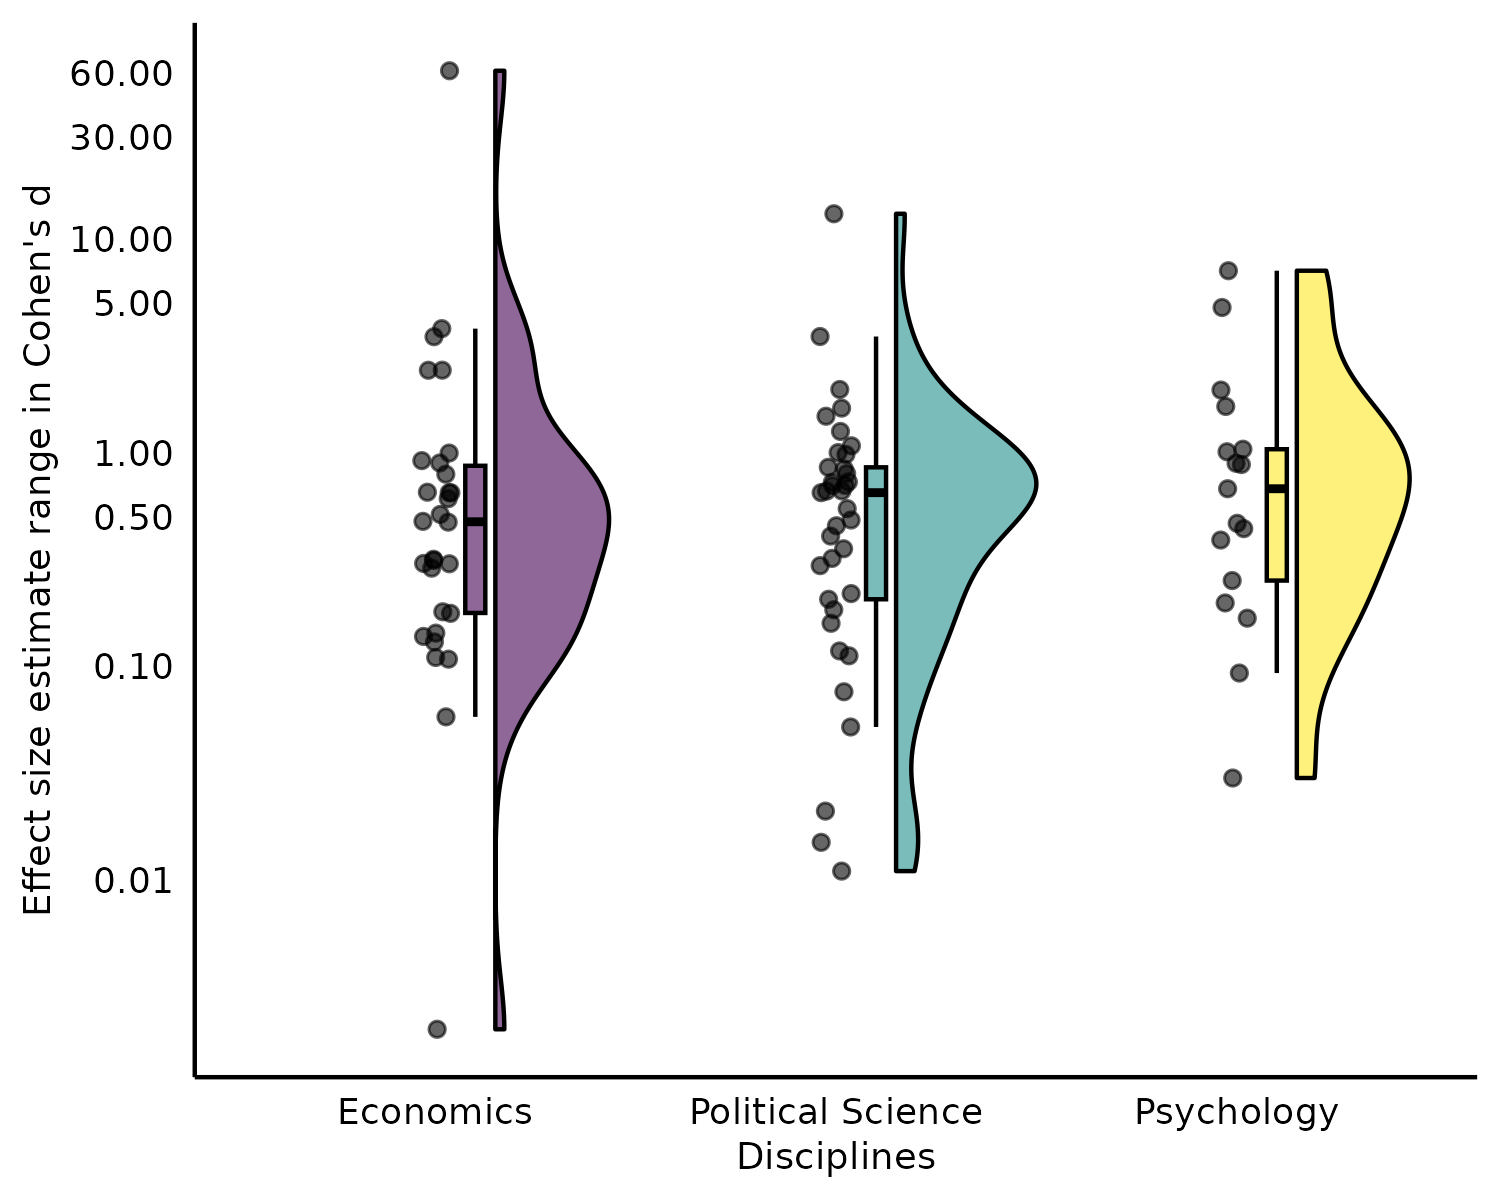 Effect size estimate range in Cohen's d
60.00
30.00
10.00
5.00
1.00
0.50
0.10
0.01
Economics
Political Science
Psychology
Disciplines